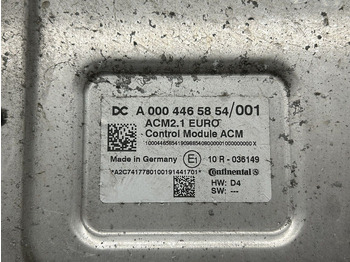 DC A 000 446 58 54/001
ACM2.1 EURO
Control Module ACM
Made in Germany E1 10 R - 036149
*A2C7417780100191441701* Continental
HW: D4
SW: ---